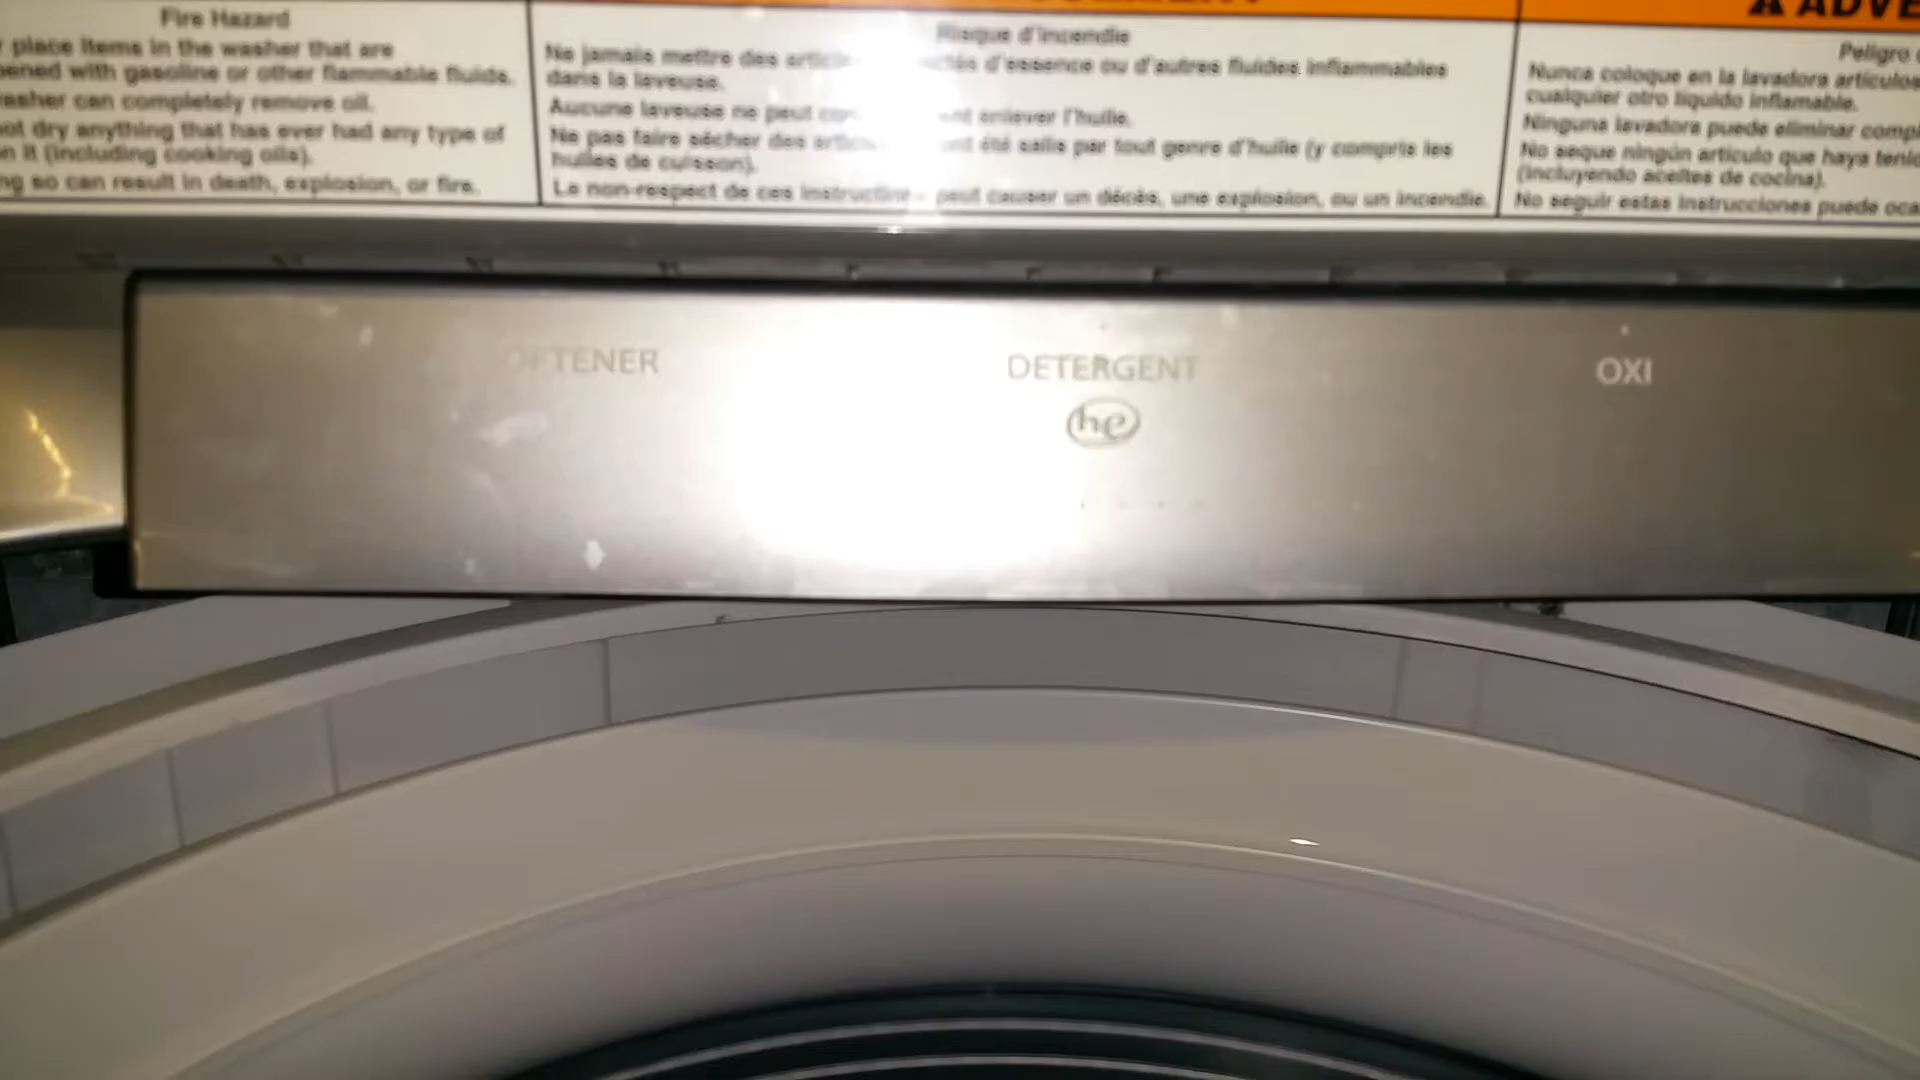 Fire Hazard
place items in the washer that are
with gasoline or other flammable fluids.
washer can completely remove oil.
not dry anything that has ever had any type of
on it (including cooking oils).
so can result in death, explosion, or fire.
Risque d'incendie
Ne jamais mettre des d'essence ou d'autres fluides inflammables
dans la laveuse.
Aucune laveuse ne peut enlever l'huile.
Ne pas faire sécher des ont été salis par tout genre d'huile (y compris les
huiles de cuisson).
Le non-respect de ces peut causer un décès, une explosion, ou un incendie.
Peligro
Nunca coloque en la lavadora artículos
cualquier otro líquido inflamable.
Ninguna lavadora puede eliminar
No seque ningún artículo que haya
(incluyendo aceites de cocina).
No seguir estas instrucciones puede
DETERGENT
he
OXI